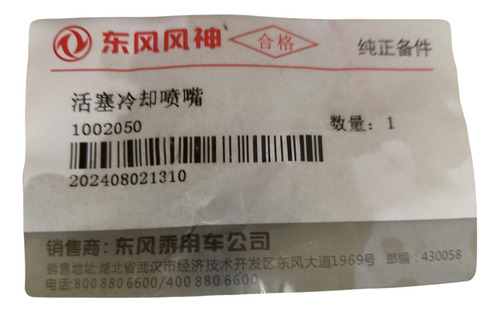 东风风神 合格 纯正备件
活塞冷却喷嘴
1002050 数量：1
202408021310
销售商：东风乘用车公司
销售地址:湖北省武汉市经济技术开发区东风大道1969号 邮编：430058
电话:800 880 6600/400 880 6600